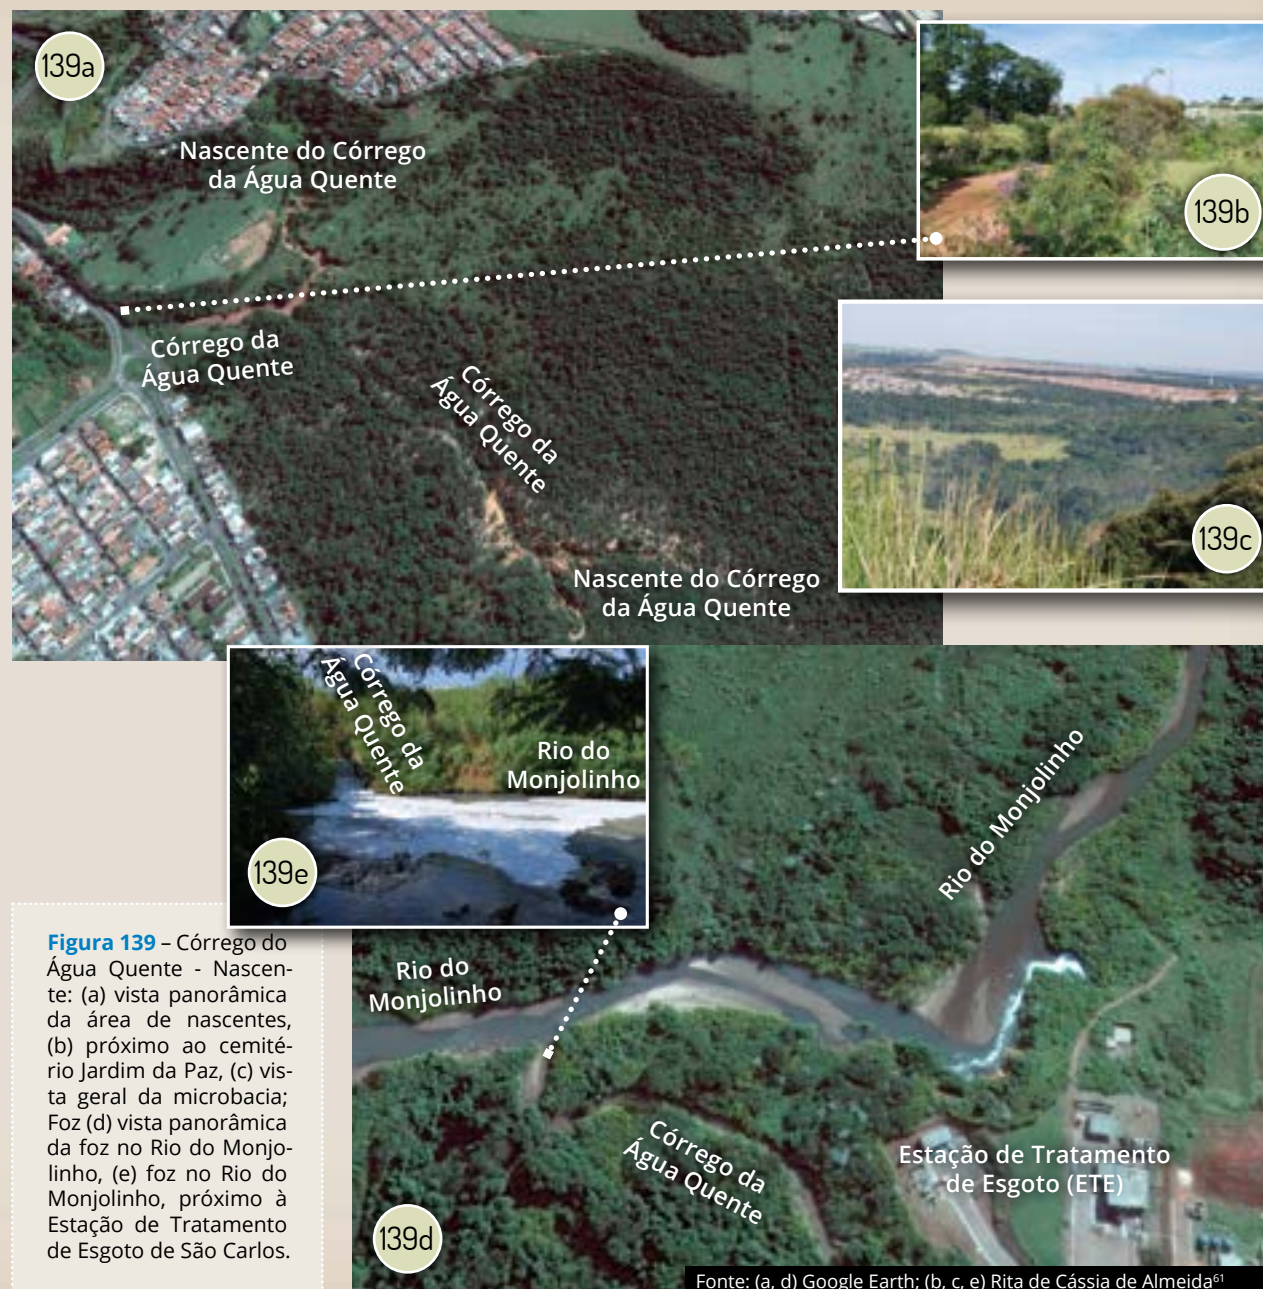 139a
Nascente do Córrego
da Água Quente
139b
Córrego da
Água Quente
Córrego da
Água Quente
139c
Nascente do Córrego
da Água Quente
Córrego da
Água Quente
Rio do
Monjolinho
139e
Rio do Monjolinho
Rio do
Monjolinho
Córrego da
Água Quente
Estação de Tratamento
de Esgoto (ETE)
139d
Figura 139 – Córrego do
Água Quente - Nascen-
te: (a) vista panorâmica
da área de nascentes,
(b) próximo ao cemité-
rio Jardim da Paz, (c) vis-
ta geral da microbacia;
Foz (d) vista panorâmica
da foz no Rio do Monjo-
linho, (e) foz no Rio do
Monjolinho, próximo à
Estação de Tratamento
de Esgoto de São Carlos.
Fonte: (a, d) Google Earth; (b, c, e) Rita de Cássia de Almeida⁶¹